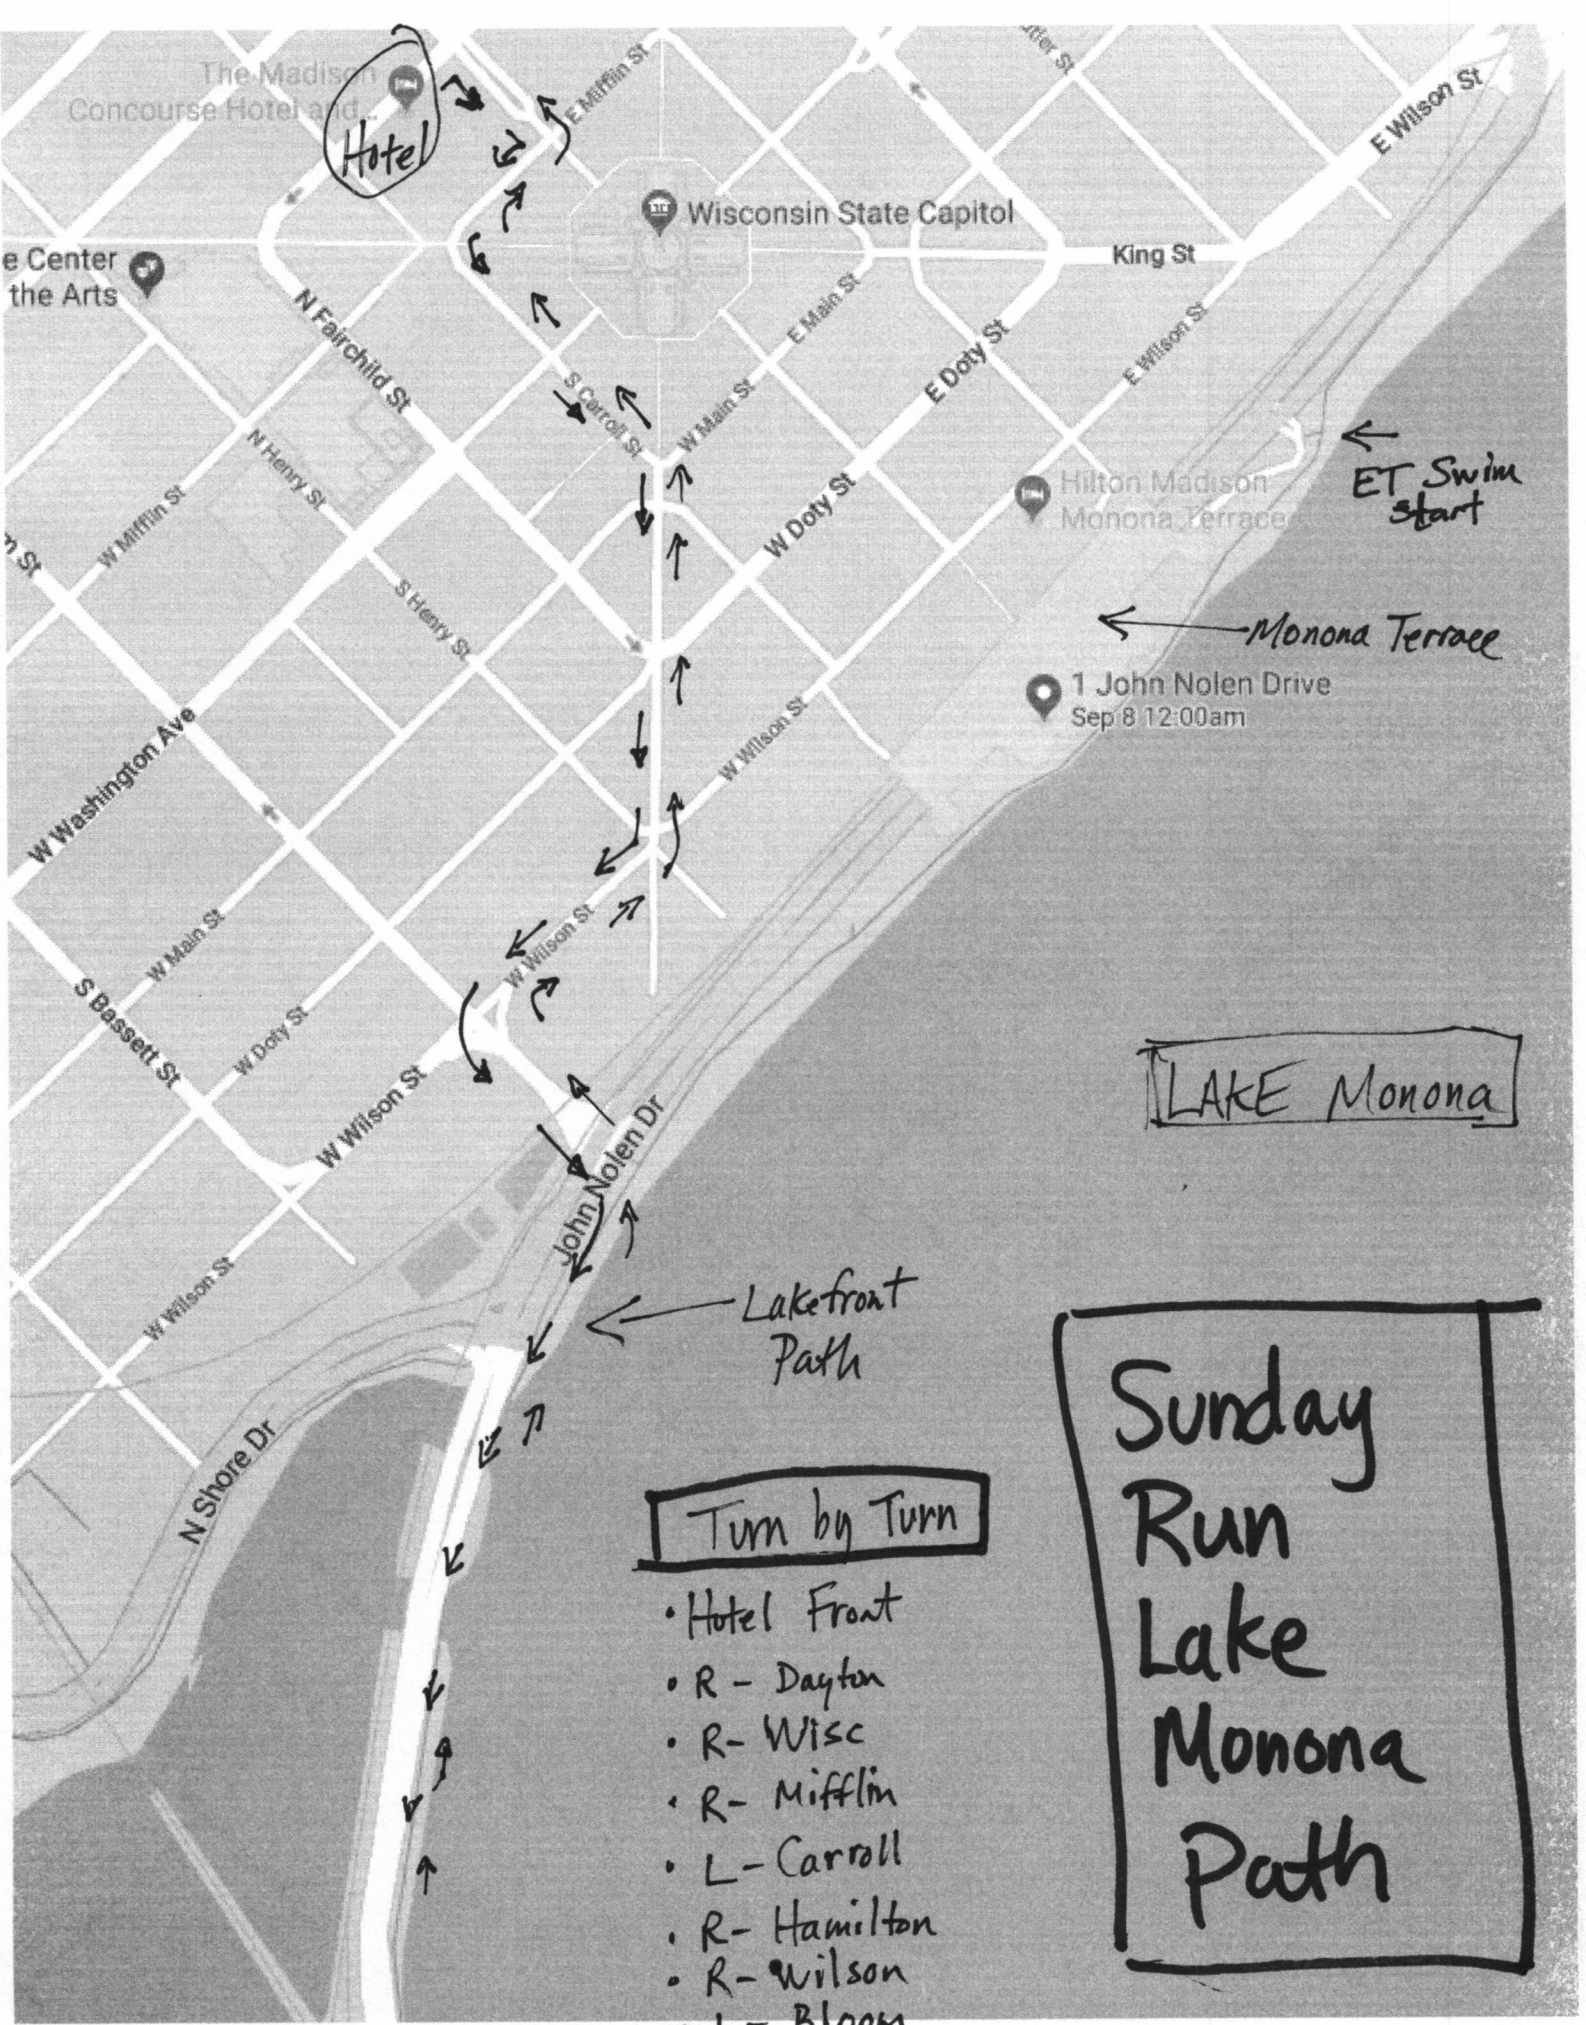 The Madison
Concourse Hotel and...
Hotel
E Mifflin St
utler St
E Wilson St
Wisconsin State Capitol
King St
e Center
the Arts
N Fairchild St
E Main St
E Doty St
E Wilson St
S Carroll St
W Main St
N Henry St
W Mifflin St
n St
S Henry St
W Doty St
Hilton Madison
Monona Terrace
ET Swim
start
Monona Terrace
1 John Nolen Drive
Sep 8 12:00am
W Wilson St
W Washington Ave
W Main St
W Wilson St
S Bassett St
W Doty St
W Wilson St
John Nolen Dr
LAKE Monona
W Wilson St
Lakefront
Path
N Shore Dr
Turn by Turn
• Hotel Front
• R - Dayton
• R- Wisc
• R- Mifflin
• L- Carroll
• R- Hamilton
• R- Wilson
Sunday
Run
Lake
Monona
Path